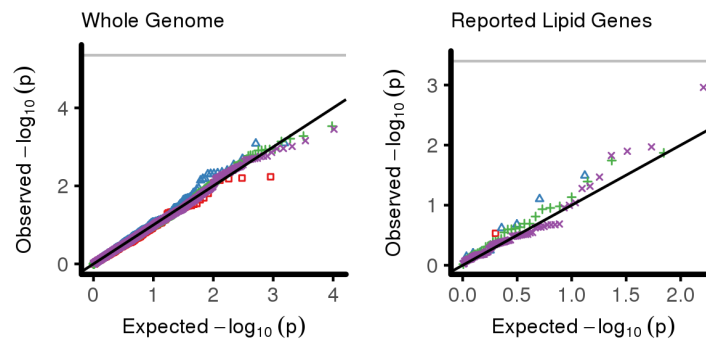 Whole Genome
Observed −log₁₀ (p)
4
2
0
0
1
2
3
4
Expected −log₁₀ (p)
Reported Lipid Genes
Observed −log₁₀ (p)
3
2
1
0
0.0
0.5
1.0
1.5
2.0
Expected −log₁₀ (p)